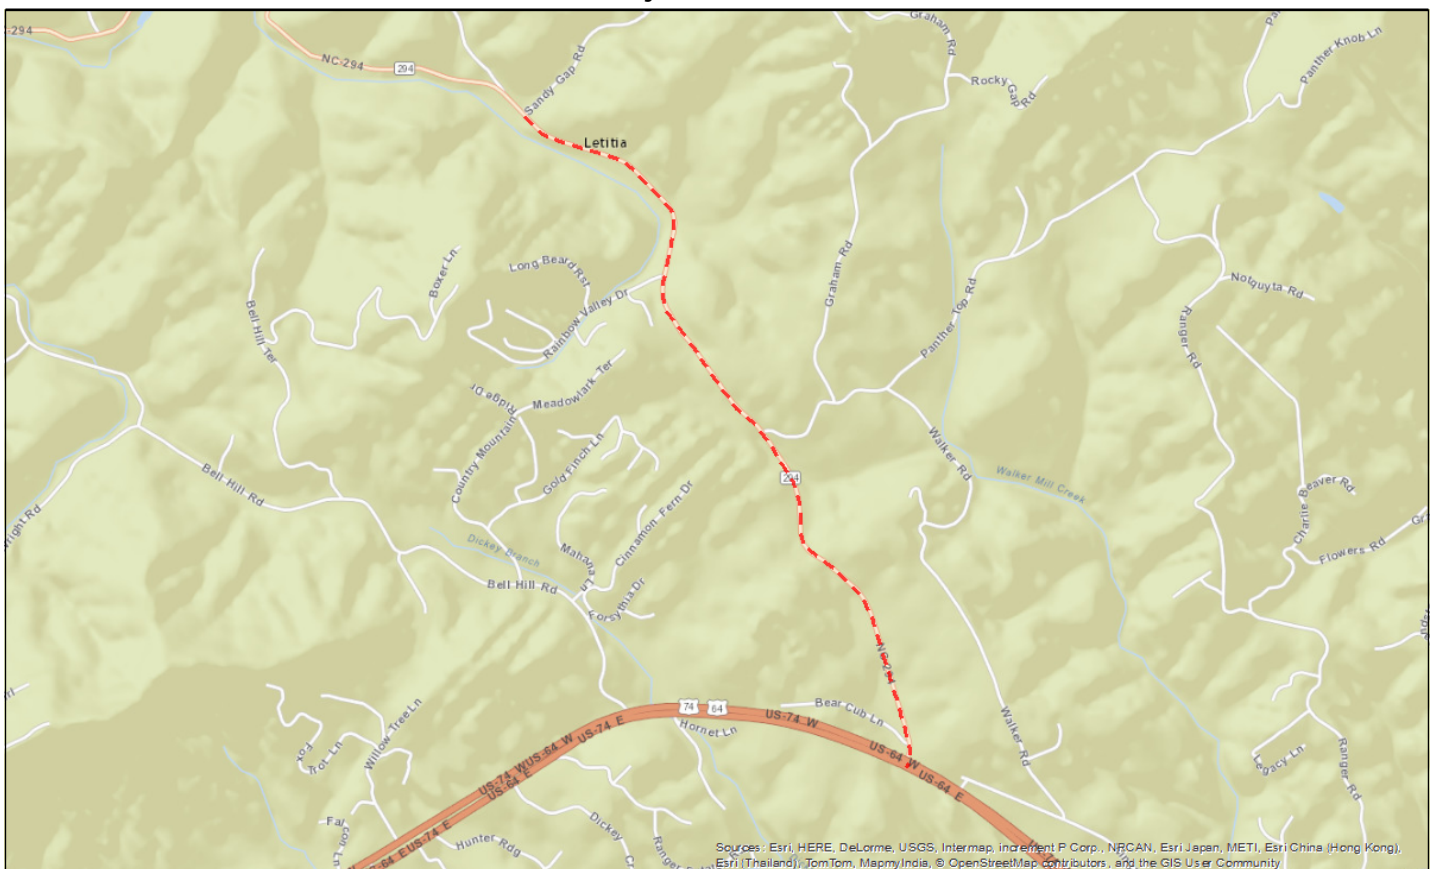 -294
NC-294
294
Sandy Gap Rd
Graham Rd
Rocky Gap Rd
Panther Knob Ln
Letitia
Boxer Ln
Long Beard Rst
Rainbow Valley Dr
Bell Hill Ter
Graham Rd
Panther Top Rd
Notquyta Rd
Ranger Rd
Meadowlark Ter
Ridge Dr
Country Mountain
Gold Finch Ln
Walker Rd
Walker Mill Creek
294
Bell Hill Rd
Cinnamon Fern Dr
Charlie Beaver Rd
Flowers Rd
Dickey Branch
Mahana Ln
Bell Hill Rd
Forsythia Dr
NC-294
Bear Cub Ln
74
64
US-74 W
Hornet Ln
US-74 E
US-64 W
US-74 W
US-64 E
US-64 W
US-64 E
Walker Rd
Willow Tree Ln
Fox Trot Ln
Legacy Ln
Ranger Rd
Falcon Ln
US-74 E
-64 E
Hunter Rdg
Dickey
Sources: Esri, HERE, DeLorme, USGS, Intermap, increment P Corp., NRCAN, Esri Japan, METI, Esri China (Hong Kong),
Esri (Thailand), TomTom, MapmyIndia, © OpenStreetMap contributors, and the GIS User Community